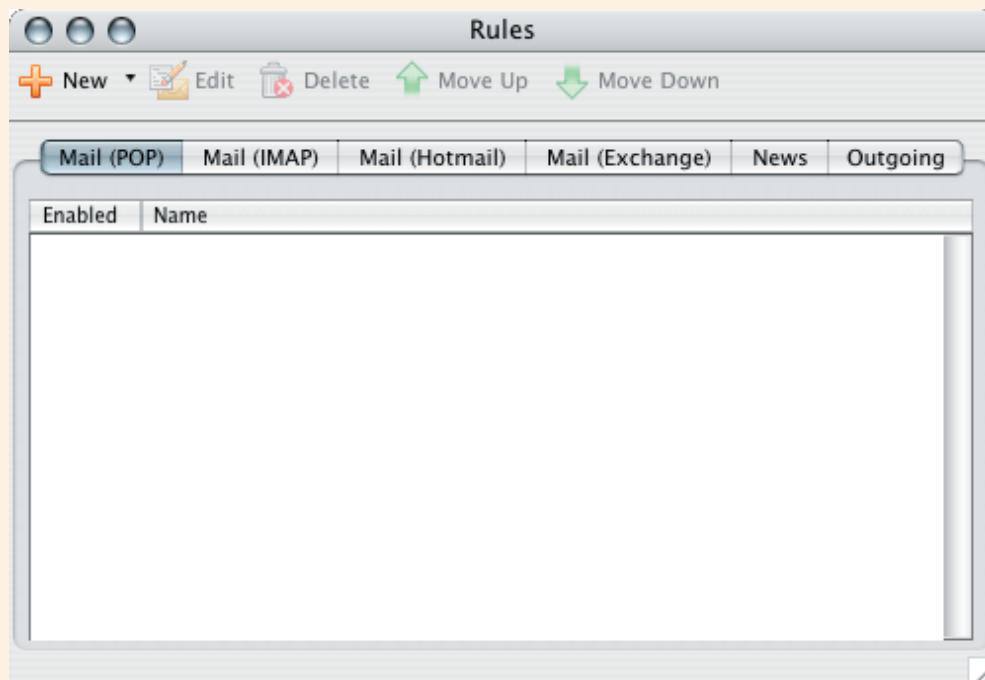 Rules
New Edit Delete Move Up Move Down
Mail (POP) Mail (IMAP) Mail (Hotmail) Mail (Exchange) News Outgoing
Enabled Name